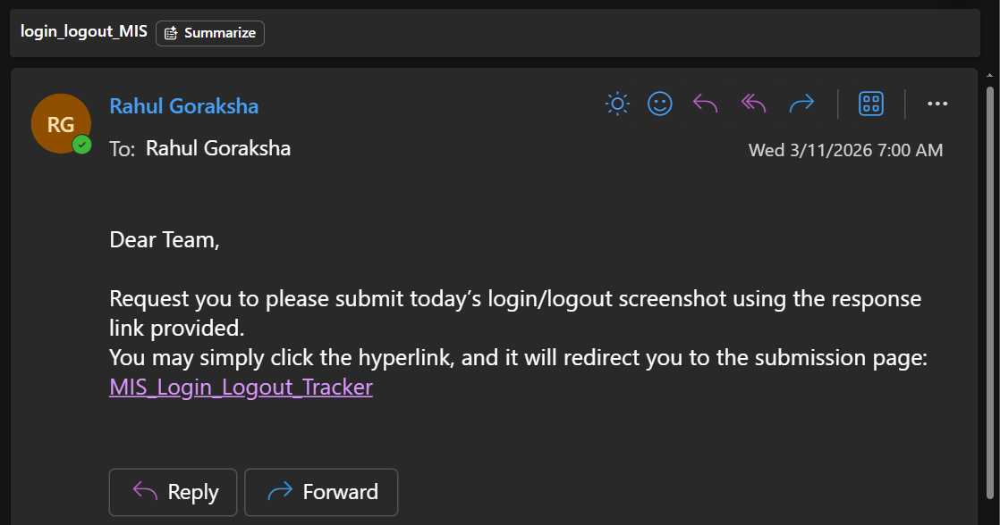 login_logout_MIS Summarize
RG
Rahul Goraksha
To: Rahul Goraksha
Wed 3/11/2026 7:00 AM
Dear Team,
Request you to please submit today’s login/logout screenshot using the response
link provided.
You may simply click the hyperlink, and it will redirect you to the submission page:
MIS_Login_Logout_Tracker
Reply Forward